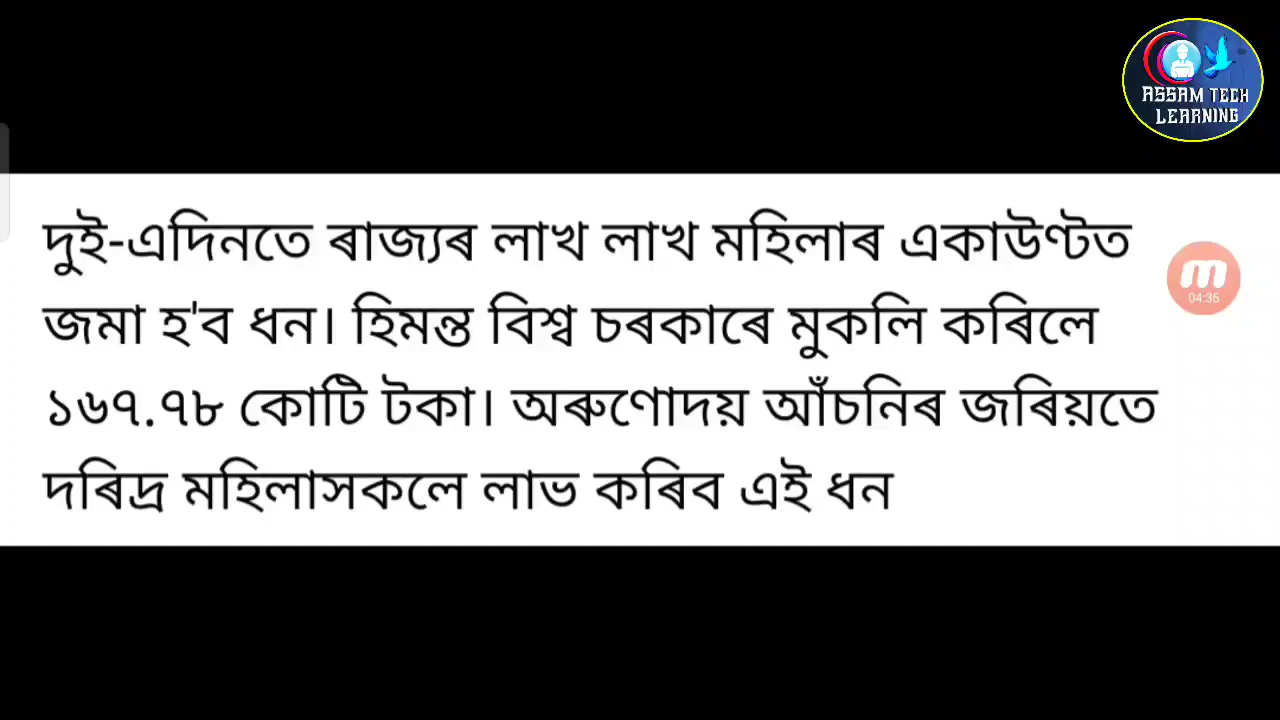 ASSAM TECH
LEARNING
দুই-এদিনতে ৰাজ্যৰ লাখ লাখ মহিলাৰ একাউণ্টত
জমা হ'ব ধন। হিমন্ত বিশ্ব চৰকাৰে মুকলি কৰিলে
১৬৭.৭৮ কোটি টকা। অৰুণোদয় আঁচনিৰ জৰিয়তে
দৰিদ্ৰ মহিলাসকলে লাভ কৰিব এই ধন
04:36